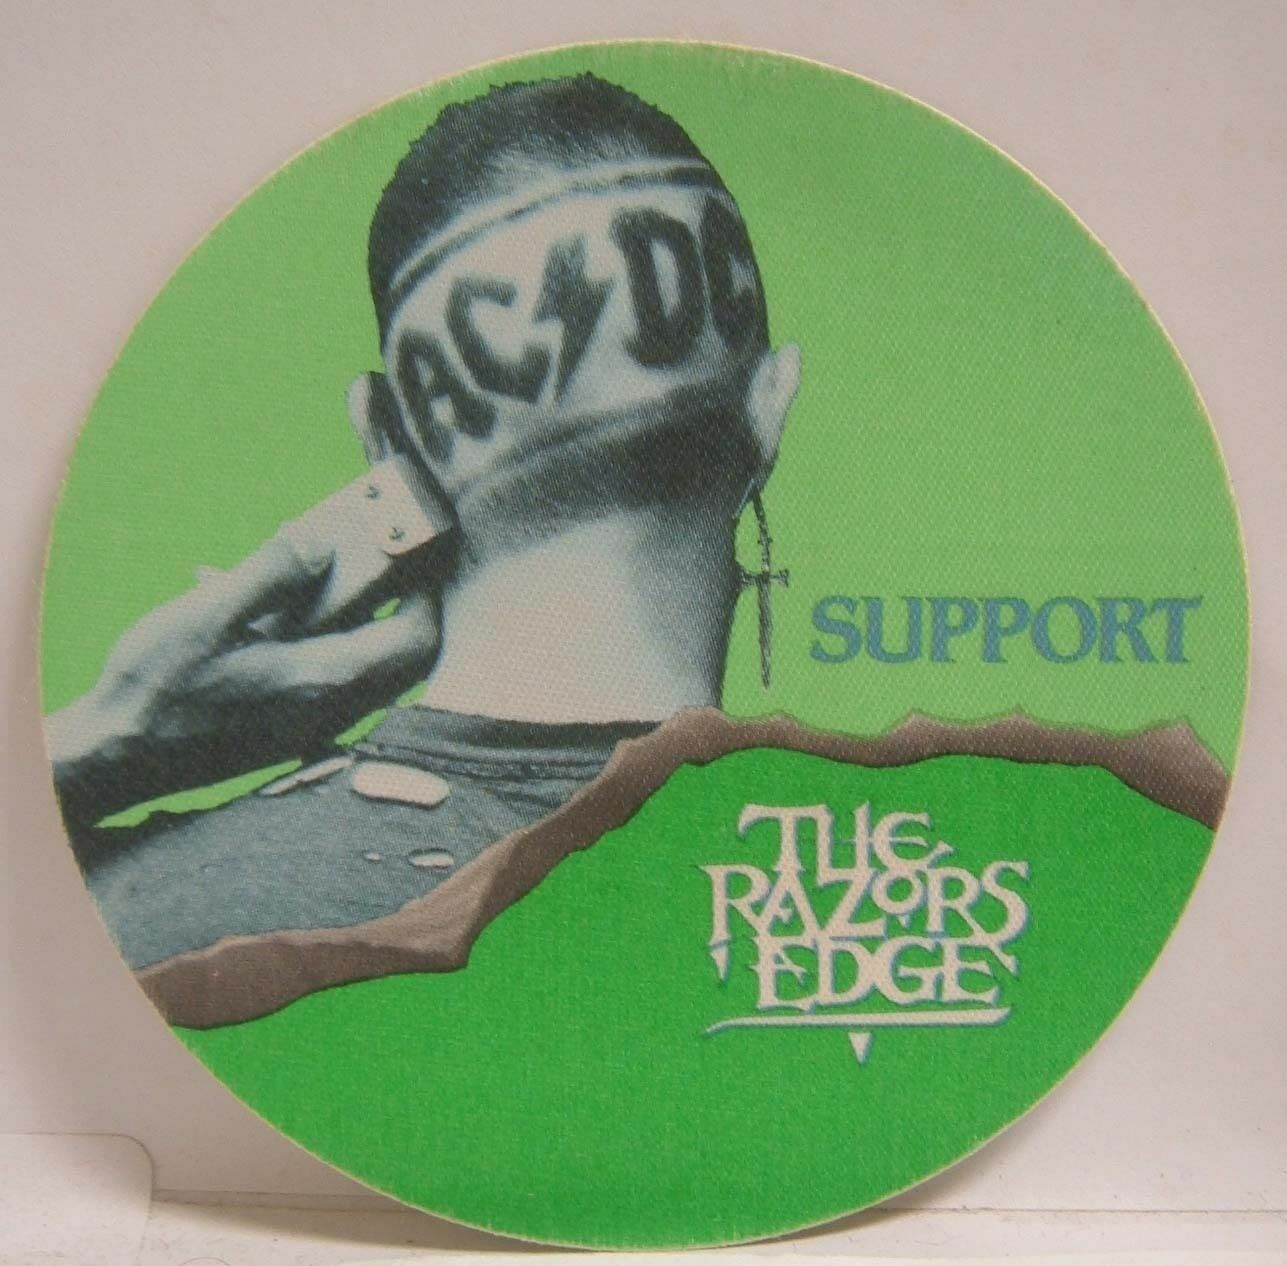 AC⚡DC
SUPPORT
THE
RAZORS
EDGE